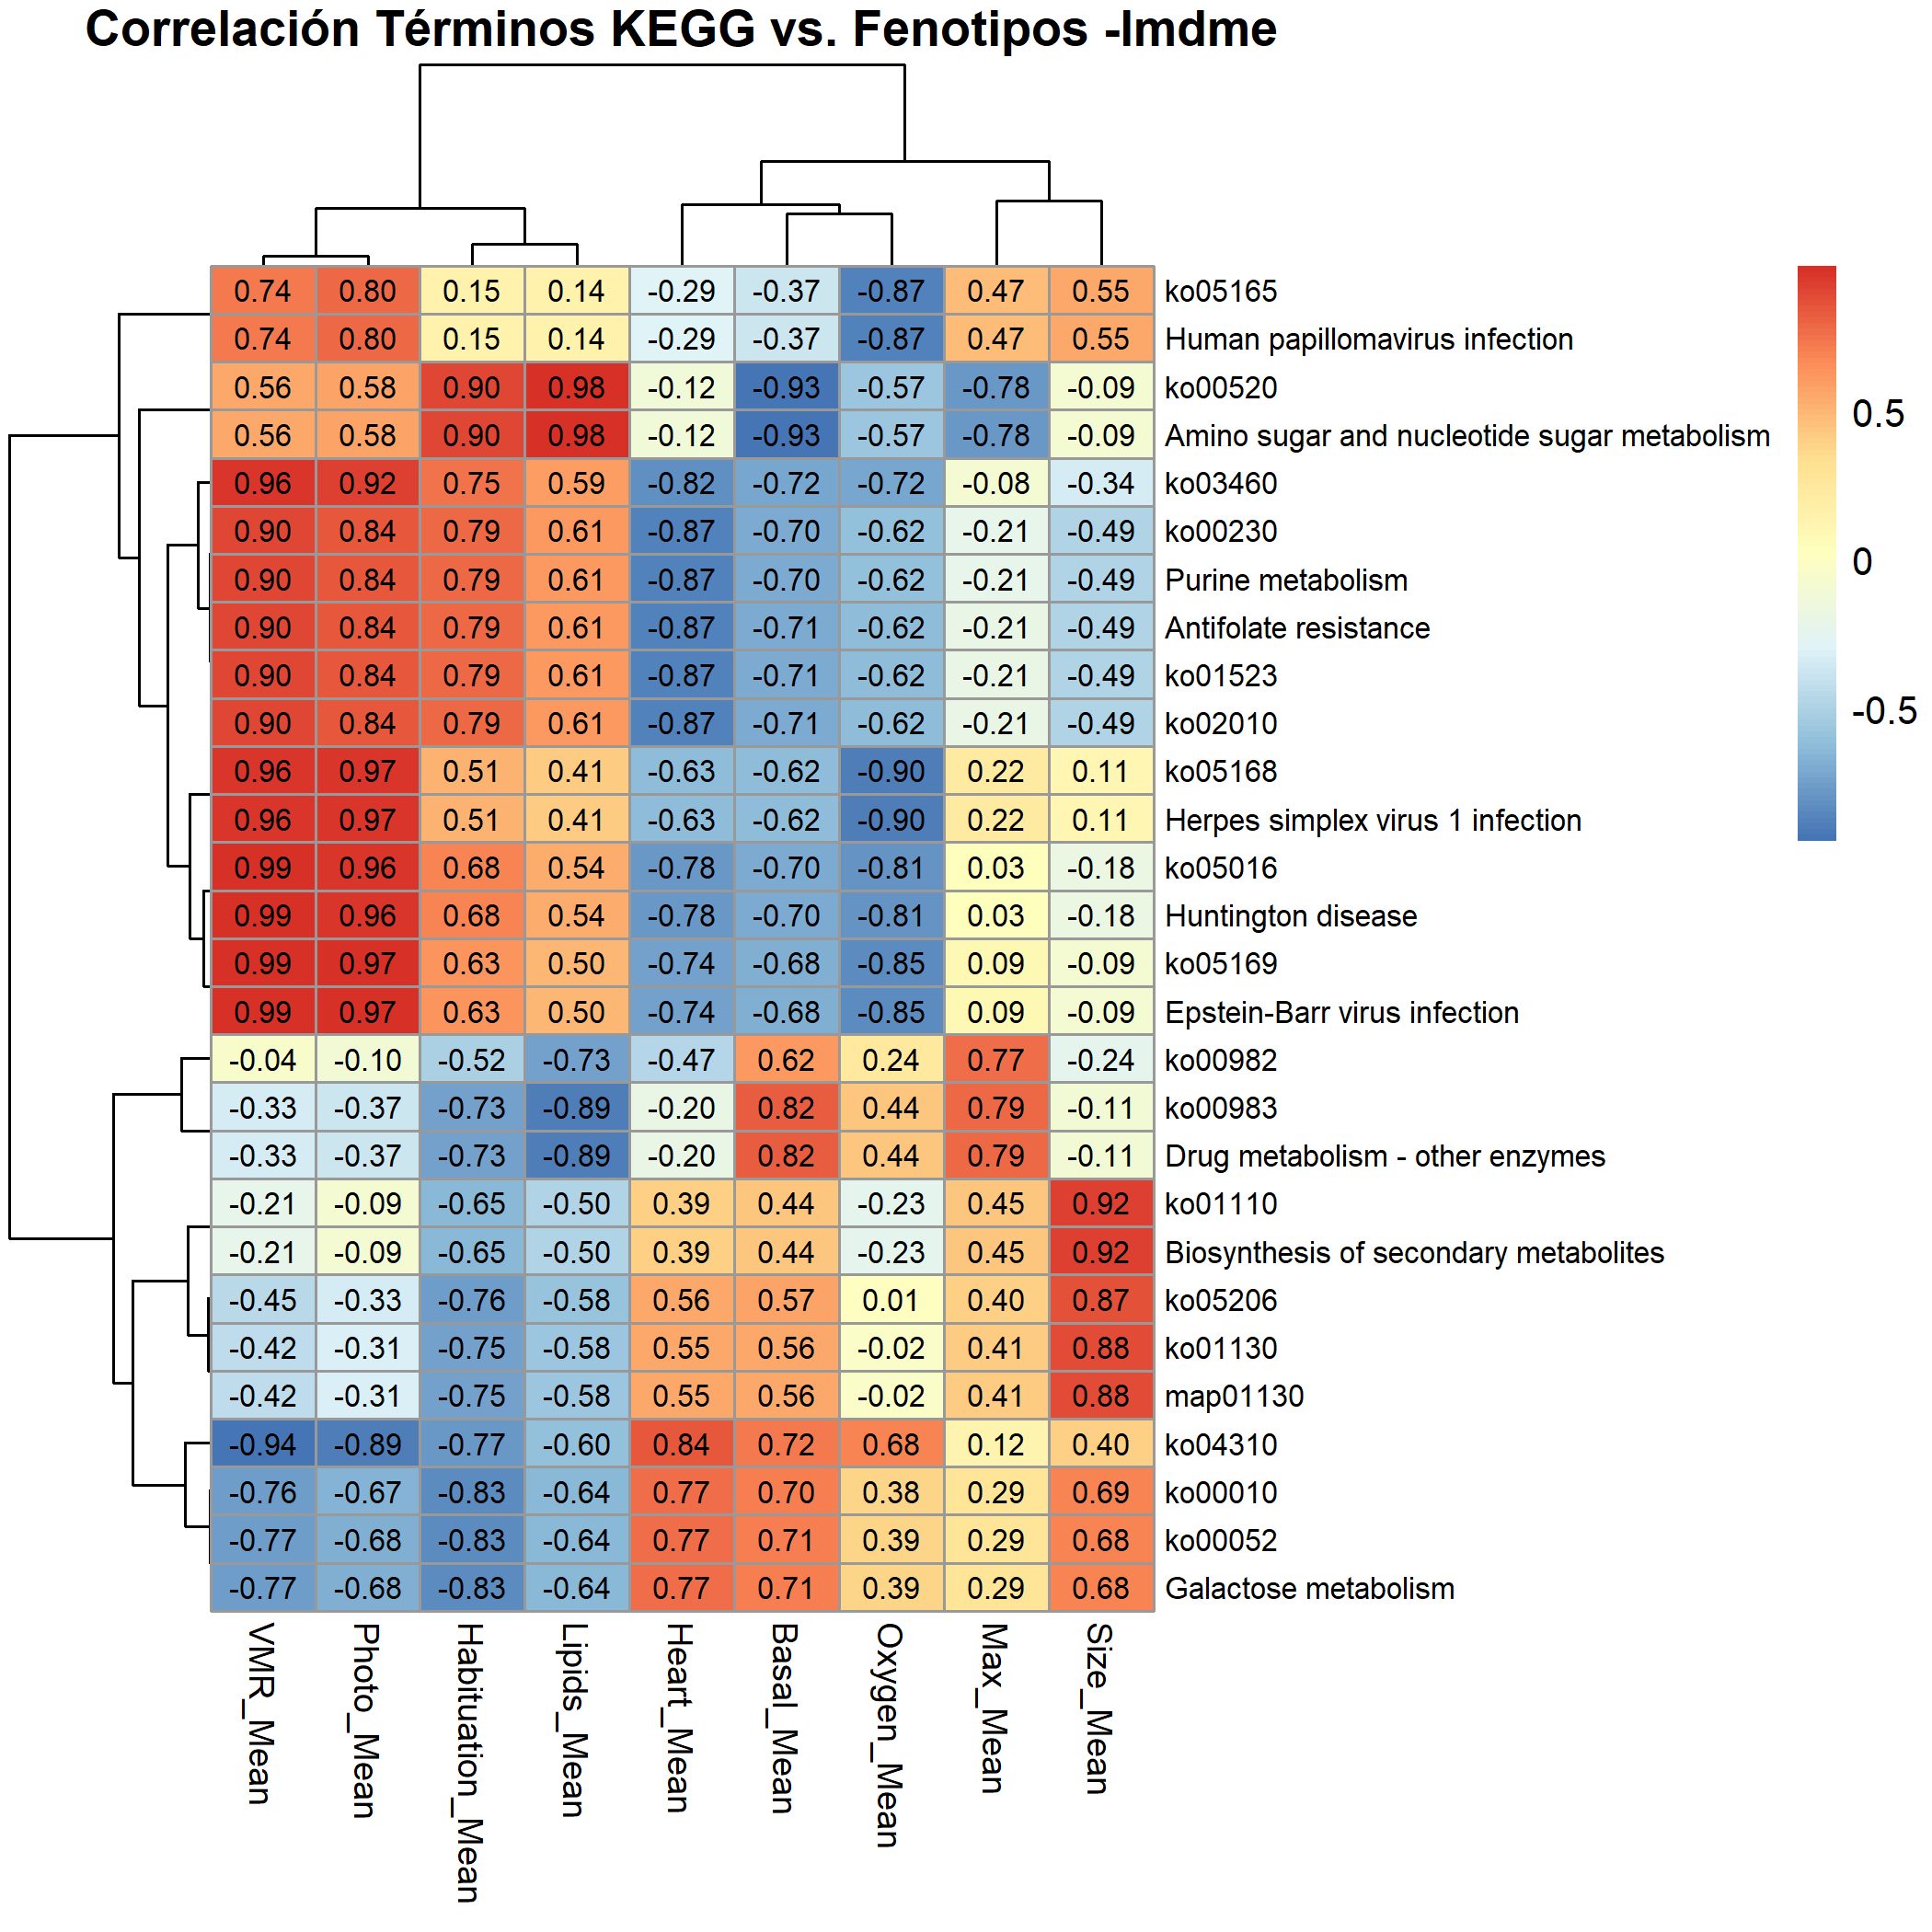 Correlación Términos KEGG vs. Fenotipos -lmdme
0.74 0.80 0.15 0.14 -0.29 -0.37 -0.87 0.47 0.55 ko05165
0.74 0.80 0.15 0.14 -0.29 -0.37 -0.87 0.47 0.55 Human papillomavirus infection
0.56 0.58 0.90 0.98 -0.12 -0.93 -0.57 -0.78 -0.09 ko00520
0.56 0.58 0.90 0.98 -0.12 -0.93 -0.57 -0.78 -0.09 Amino sugar and nucleotide sugar metabolism
0.96 0.92 0.75 0.59 -0.82 -0.72 -0.72 -0.08 -0.34 ko03460
0.90 0.84 0.79 0.61 -0.87 -0.70 -0.62 -0.21 -0.49 ko00230
0.90 0.84 0.79 0.61 -0.87 -0.70 -0.62 -0.21 -0.49 Purine metabolism
0.90 0.84 0.79 0.61 -0.87 -0.71 -0.62 -0.21 -0.49 Antifolate resistance
0.90 0.84 0.79 0.61 -0.87 -0.71 -0.62 -0.21 -0.49 ko01523
0.90 0.84 0.79 0.61 -0.87 -0.71 -0.62 -0.21 -0.49 ko02010
0.96 0.97 0.51 0.41 -0.63 -0.62 -0.90 0.22 0.11 ko05168
0.96 0.97 0.51 0.41 -0.63 -0.62 -0.90 0.22 0.11 Herpes simplex virus 1 infection
0.99 0.96 0.68 0.54 -0.78 -0.70 -0.81 0.03 -0.18 ko05016
0.99 0.96 0.68 0.54 -0.78 -0.70 -0.81 0.03 -0.18 Huntington disease
0.99 0.97 0.63 0.50 -0.74 -0.68 -0.85 0.09 -0.09 ko05169
0.99 0.97 0.63 0.50 -0.74 -0.68 -0.85 0.09 -0.09 Epstein-Barr virus infection
-0.04 -0.10 -0.52 -0.73 -0.47 0.62 0.24 0.77 -0.24 ko00982
-0.33 -0.37 -0.73 -0.89 -0.20 0.82 0.44 0.79 -0.11 ko00983
-0.33 -0.37 -0.73 -0.89 -0.20 0.82 0.44 0.79 -0.11 Drug metabolism - other enzymes
-0.21 -0.09 -0.65 -0.50 0.39 0.44 -0.23 0.45 0.92 ko01110
-0.21 -0.09 -0.65 -0.50 0.39 0.44 -0.23 0.45 0.92 Biosynthesis of secondary metabolites
-0.45 -0.33 -0.76 -0.58 0.56 0.57 0.01 0.40 0.87 ko05206
-0.42 -0.31 -0.75 -0.58 0.55 0.56 -0.02 0.41 0.88 ko01130
-0.42 -0.31 -0.75 -0.58 0.55 0.56 -0.02 0.41 0.88 map01130
-0.94 -0.89 -0.77 -0.60 0.84 0.72 0.68 0.12 0.40 ko04310
-0.76 -0.67 -0.83 -0.64 0.77 0.70 0.38 0.29 0.69 ko00010
-0.77 -0.68 -0.83 -0.64 0.77 0.71 0.39 0.29 0.68 ko00052
-0.77 -0.68 -0.83 -0.64 0.77 0.71 0.39 0.29 0.68 Galactose metabolism
VMR_Mean
Photo_Mean
Habituation_Mean
Lipids_Mean
Heart_Mean
Basal_Mean
Oxygen_Mean
Max_Mean
Size_Mean
0.5
0
-0.5